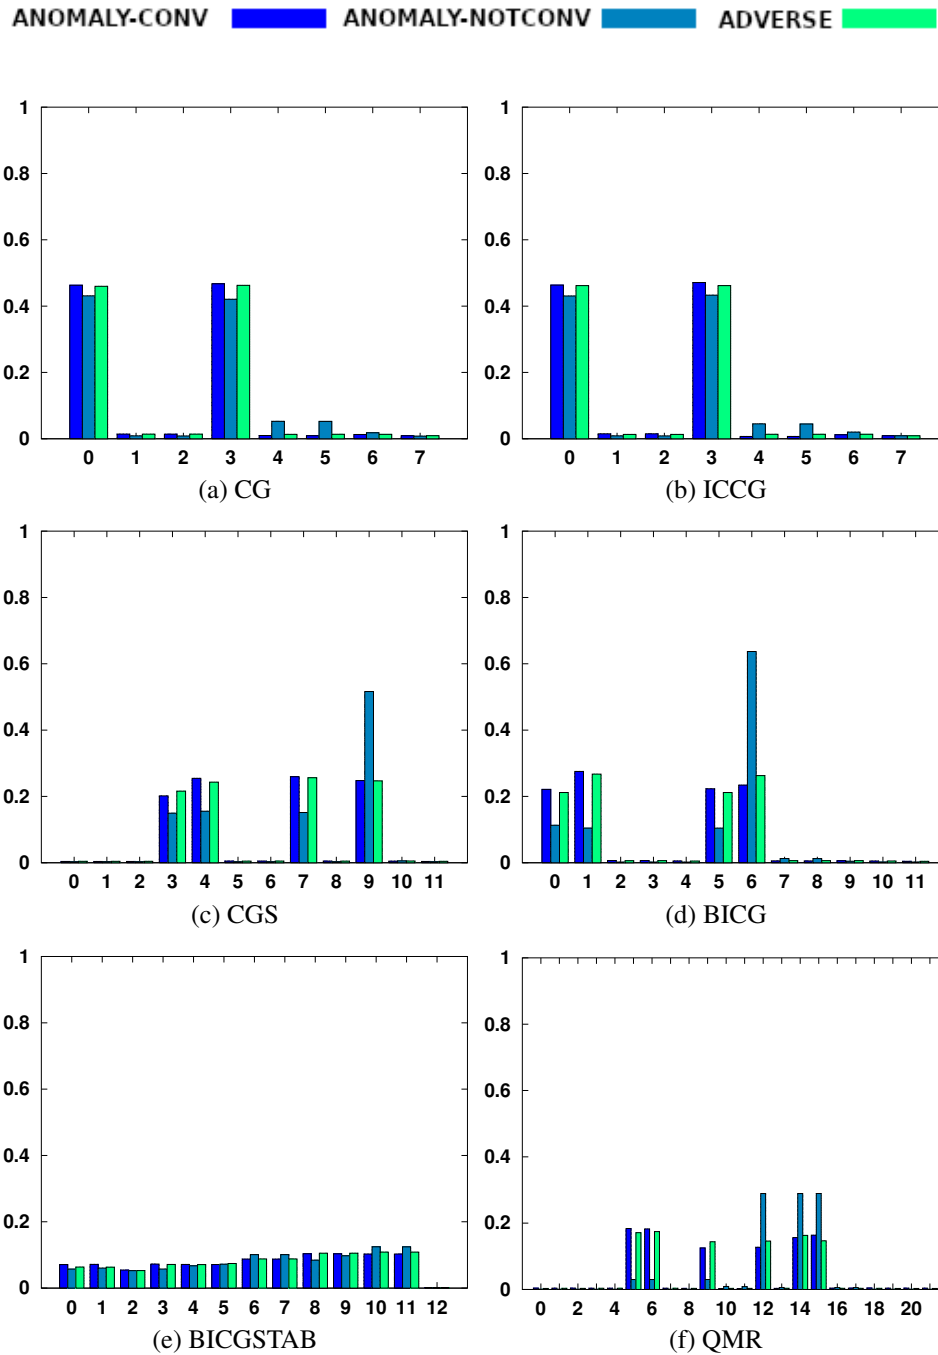 ANOMALY-CONV ANOMALY-NOTCONV ADVERSE
1 1
0.8 0.8
0.6 0.6
0.4 0.4
0.2 0.2
0 0
0 1 2 3 4 5 6 7 0 1 2 3 4 5 6 7
(a) CG (b) ICCG
1 1
0.8 0.8
0.6 0.6
0.4 0.4
0.2 0.2
0 0
0 1 2 3 4 5 6 7 8 9 10 11 0 1 2 3 4 5 6 7 8 9 10 11
(c) CGS (d) BICG
1 1
0.8 0.8
0.6 0.6
0.4 0.4
0.2 0.2
0 0
0 1 2 3 4 5 6 7 8 9 10 11 12 0 2 4 6 8 10 12 14 16 18 20
(e) BICGSTAB (f) QMR